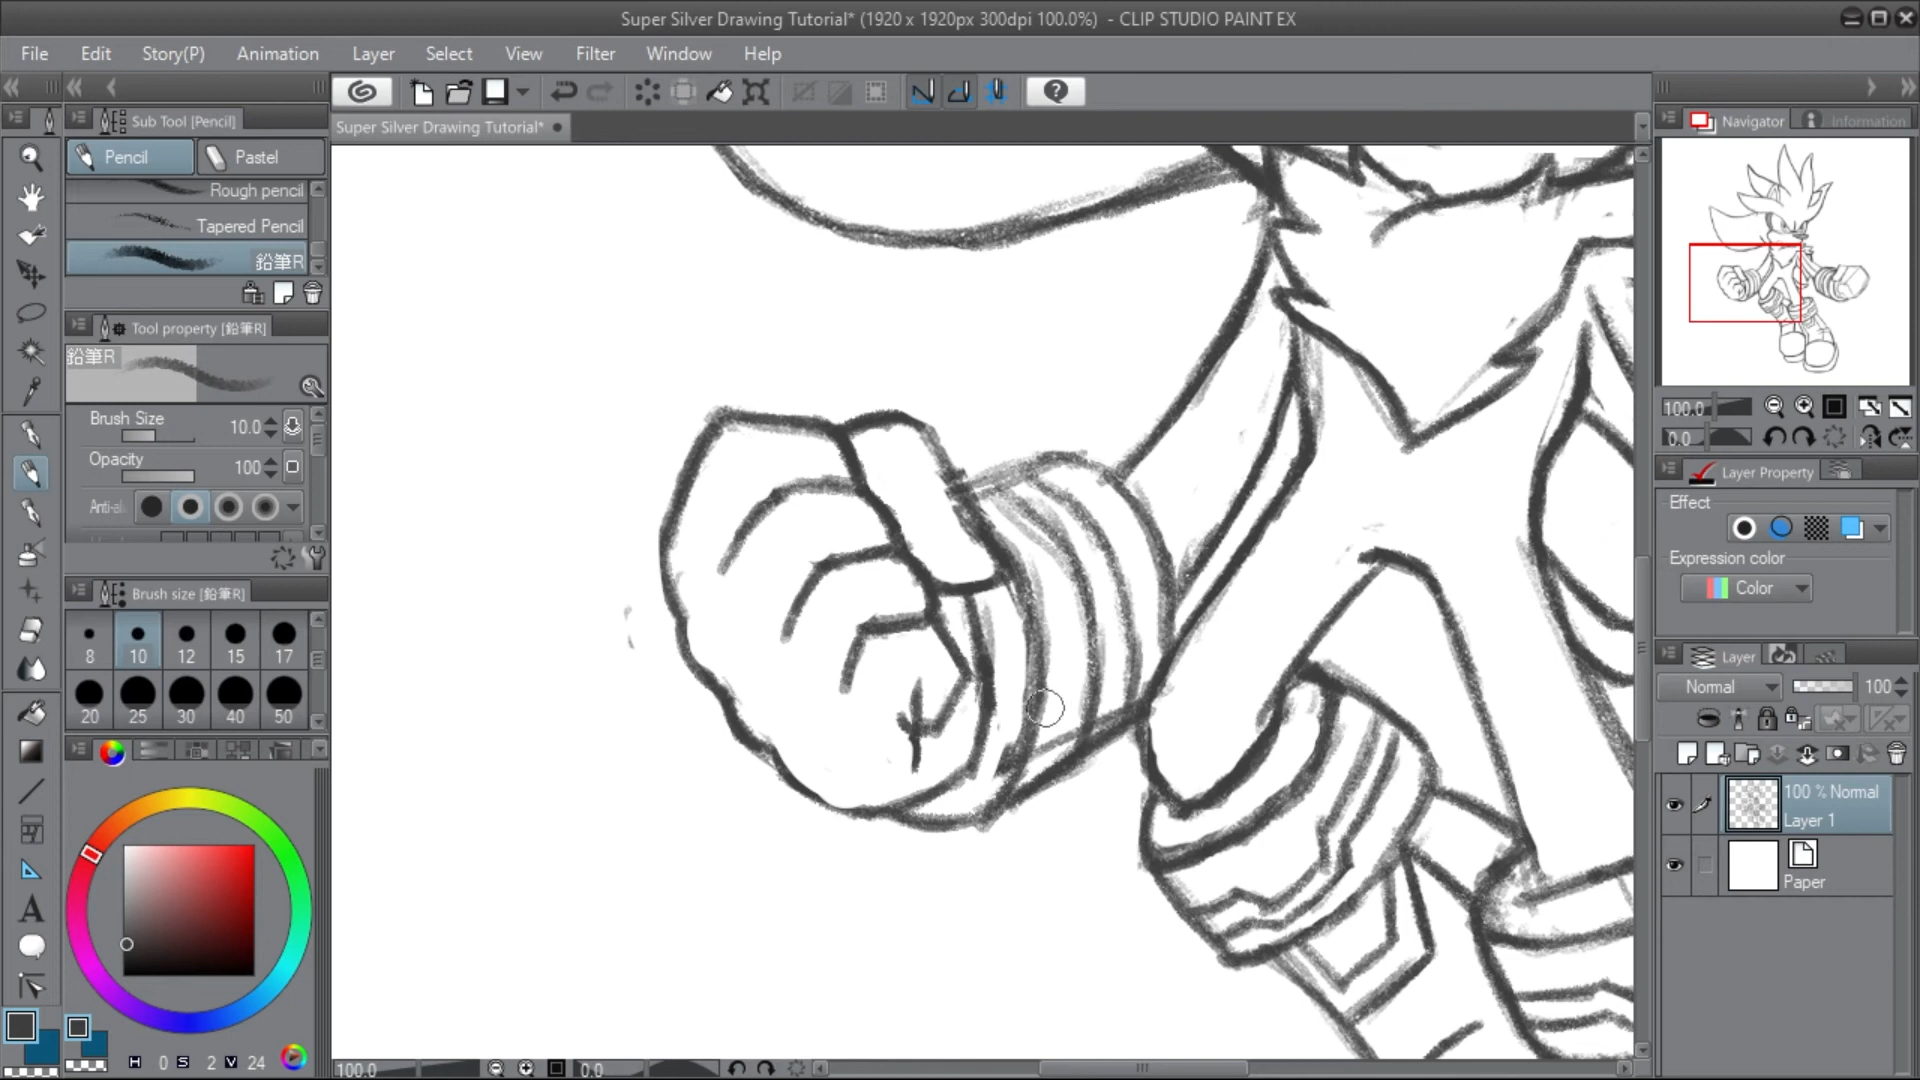 Super Silver Drawing Tutorial* (1920 x 1920px 300dpi 100.0%) - CLIP STUDIO PAINT EX
File Edit Story(P) Animation Layer Select View Filter Window Help
Sub Tool [Pencil]
Pencil Pastel
Rough pencil
Tapered Pencil
鉛筆R
Tool property [鉛筆R]
鉛筆R
Brush Size 10.0
Opacity 100
Anti-al
Brush size [鉛筆R]
8 10 12 15 17
20 25 30 40 50
H 0 S 2 V 24
Super Silver Drawing Tutorial*
100.0 0.0
Navigator Information
100.0
0.0
Layer Property
Effect
Expression color
Color
Layer
Normal 100
100 % Normal
Layer 1
Paper